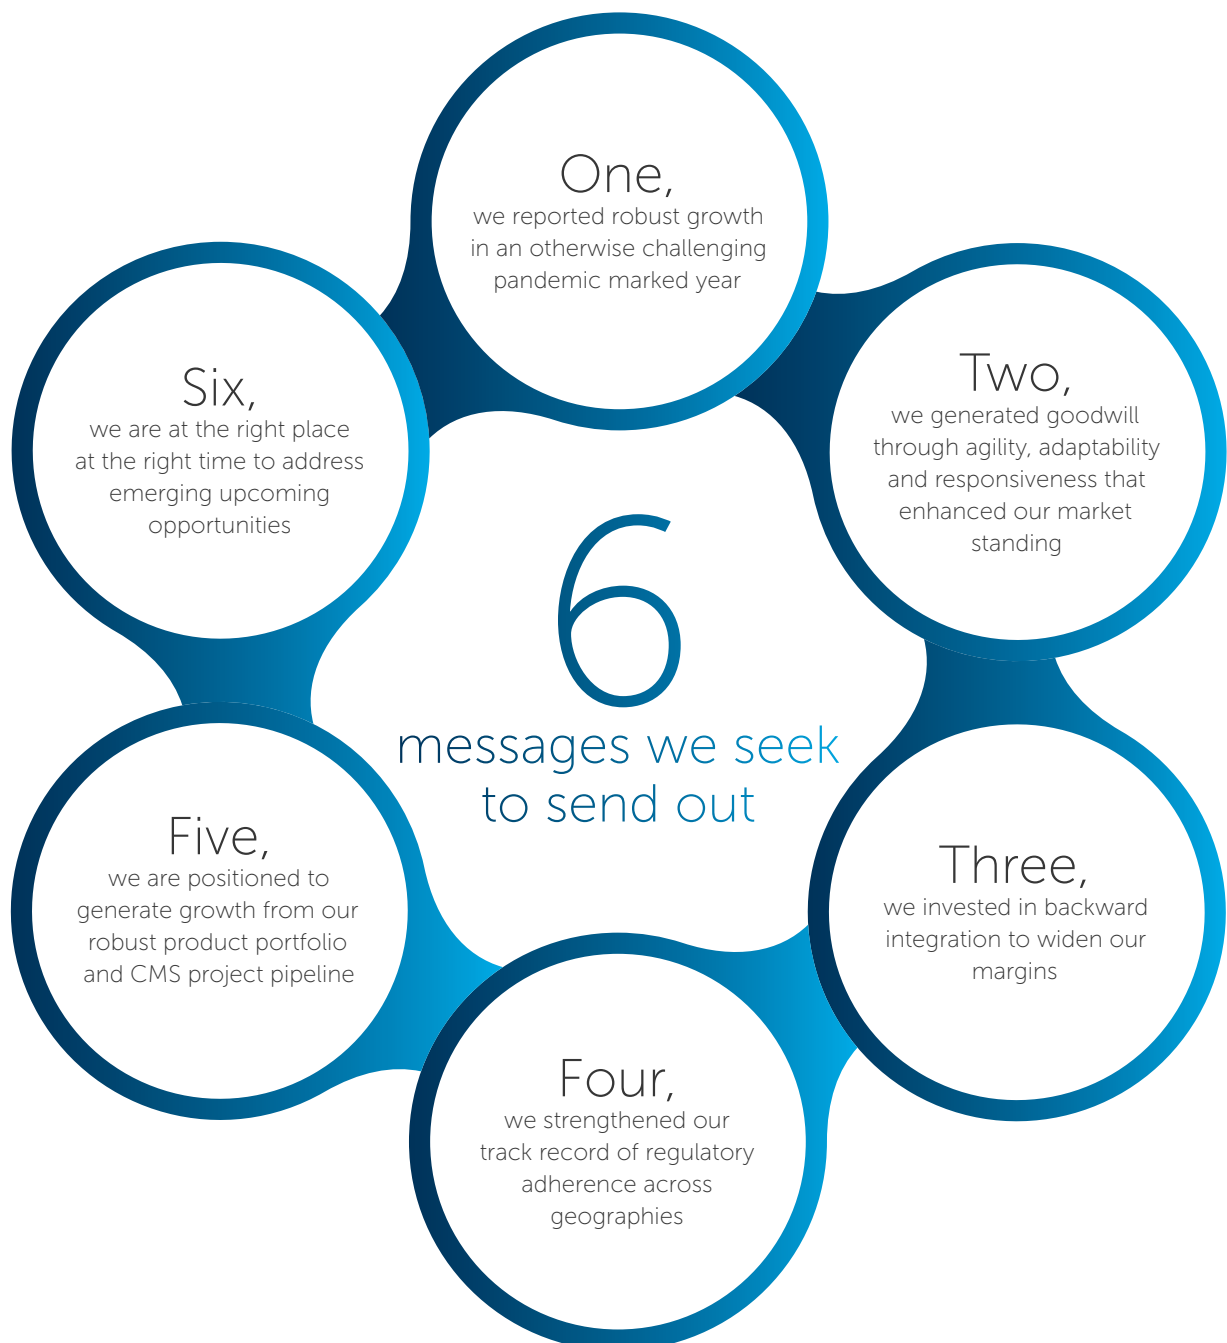 One,
we reported robust growth
in an otherwise challenging
pandemic marked year
Two,
we generated goodwill
through agility, adaptability
and responsiveness that
enhanced our market
standing
Three,
we invested in backward
integration to widen our
margins
Four,
we strengthened our
track record of regulatory
adherence across
geographies
Five,
we are positioned to
generate growth from our
robust product portfolio
and CMS project pipeline
Six,
we are at the right place
at the right time to address
emerging upcoming
opportunities
6
messages we seek
to send out